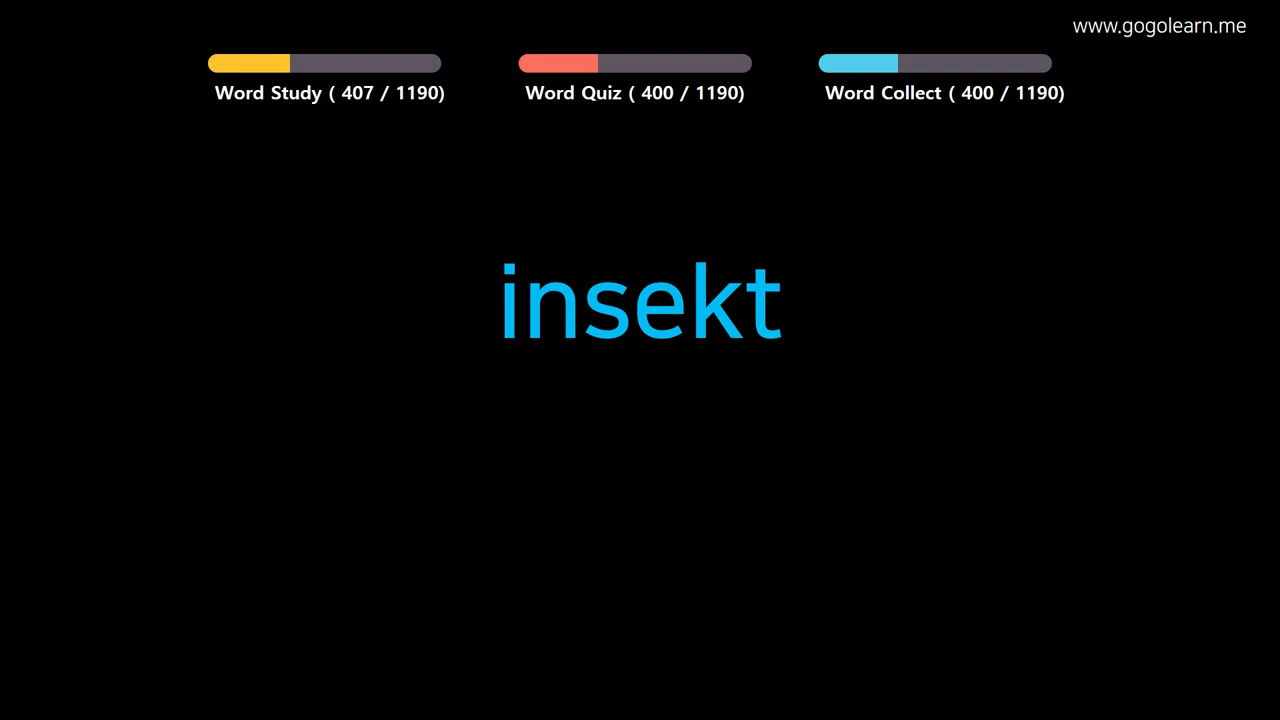 www.gogolearn.me
Word Study ( 407 / 1190)
Word Quiz ( 400 / 1190)
Word Collect ( 400 / 1190)
insekt